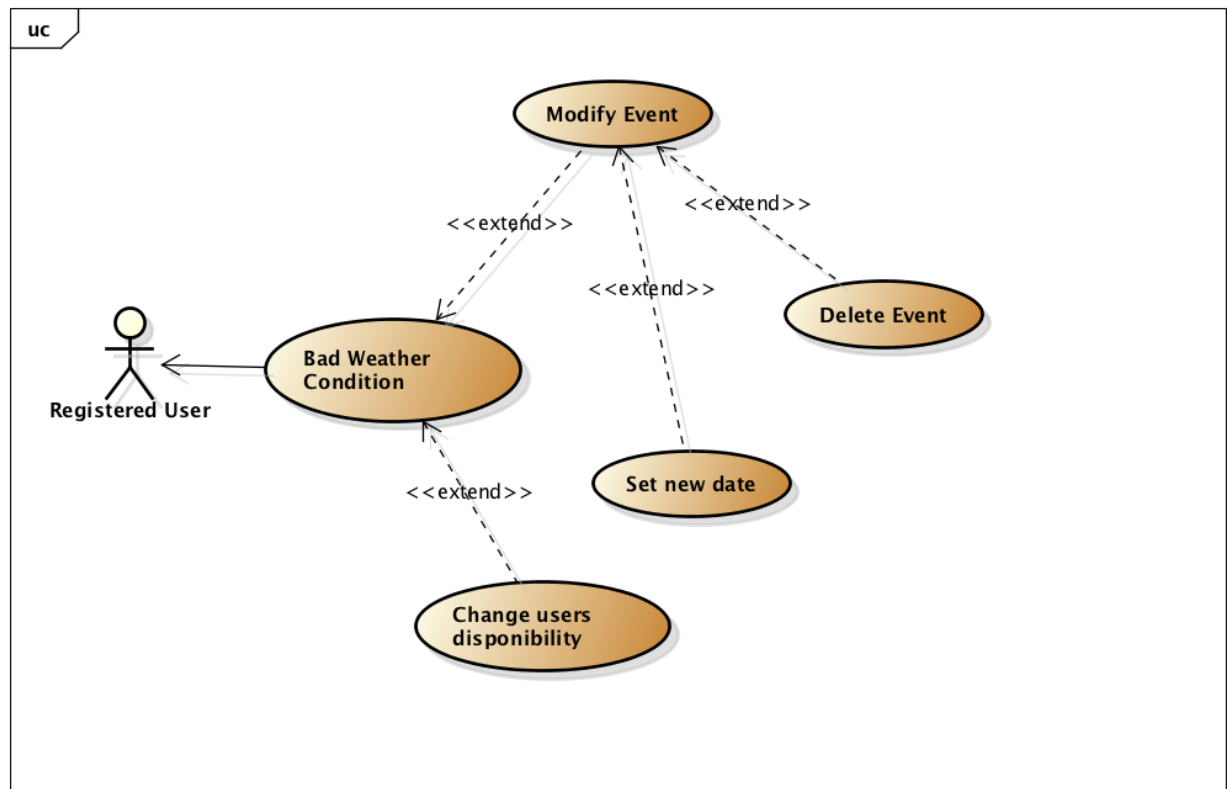 uc
Modify Event
<<extend>>
<<extend>>
<<extend>>
Delete Event
Bad Weather
Condition
Registered User
<<extend>>
Set new date
Change users
disponibility